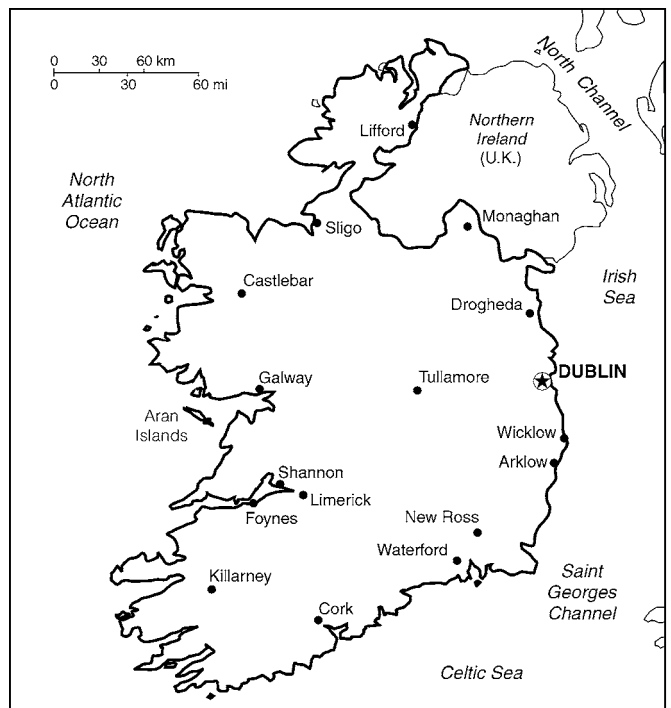 0 30 60 km
0 30 60 mi
North Channel
Northern
Ireland
(U.K.)
Lifford
North
Atlantic
Ocean
Sligo
Monaghan
Irish
Sea
Castlebar
Drogheda
DUBLIN
Galway
Tullamore
Aran
Islands
Wicklow
Arklow
Shannon
Limerick
Foynes
New Ross
Waterford
Killarney
Saint
Georges
Channel
Cork
Celtic Sea